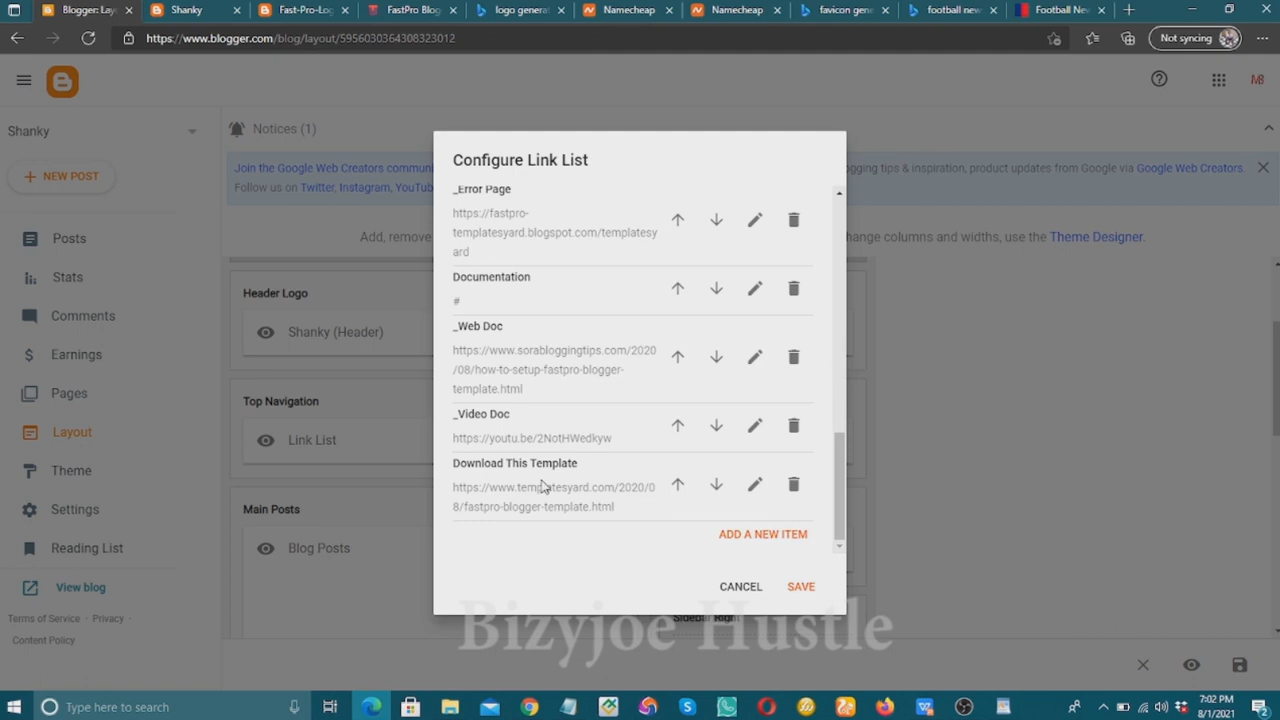 Blogger: Lay
Shanky
Fast-Pro-Log
FastPro Blog
logo generat
Namecheap
Namecheap
favicon gene
football new
Football Nev
https://www.blogger.com/blog/layout/5956030364308323012
Not syncing
Shanky
Notices (1)
MB
NEW POST
Join the Google Web Creators commun
ogging tips & inspiration, product updates from Google via Google Web Creators.
Follow us on Twitter, Instagram, YouTub
Add, remove
hange columns and widths, use the Theme Designer.
Posts
Stats
Comments
Earnings
Pages
Layout
Theme
Settings
Reading List
View blog
Terms of Service · Privacy ·
Content Policy
Header Logo
Shanky (Header)
Top Navigation
Link List
Main Posts
Blog Posts
Sidebar Right
Configure Link List
_Error Page
https://fastpro-
templatesyard.blogspot.com/templatesy
ard
Documentation
#
_Web Doc
https://www.sorabloggingtips.com/2020
/08/how-to-setup-fastpro-blogger-
template.html
_Video Doc
https://youtu.be/2NotHWedkyw
Download This Template
https://www.templatesyard.com/2020/0
8/fastpro-blogger-template.html
ADD A NEW ITEM
CANCEL
SAVE
Bizyjoe Hustle
Type here to search
7:02 PM
8/1/2021